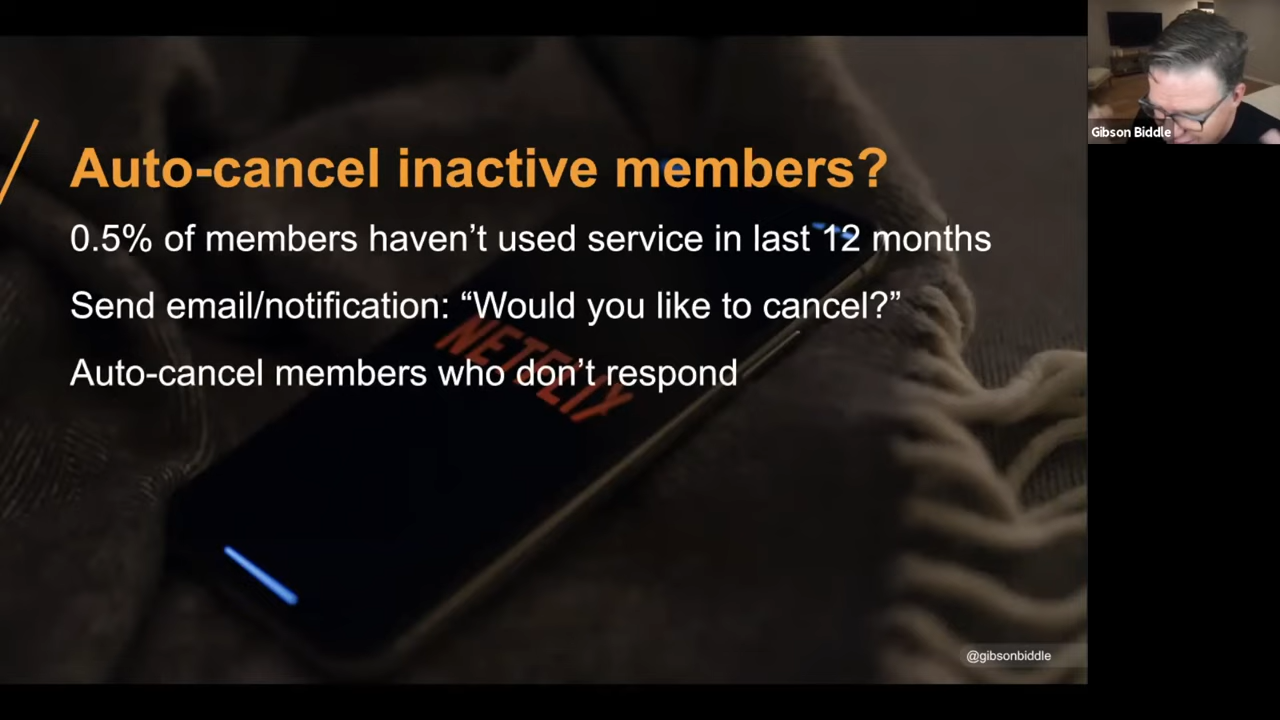 Auto-cancel inactive members?
0.5% of members haven’t used service in last 12 months
Send email/notification: “Would you like to cancel?”
NETFLIX
Auto-cancel members who don’t respond
@gibsonbiddle
Gibson Biddle